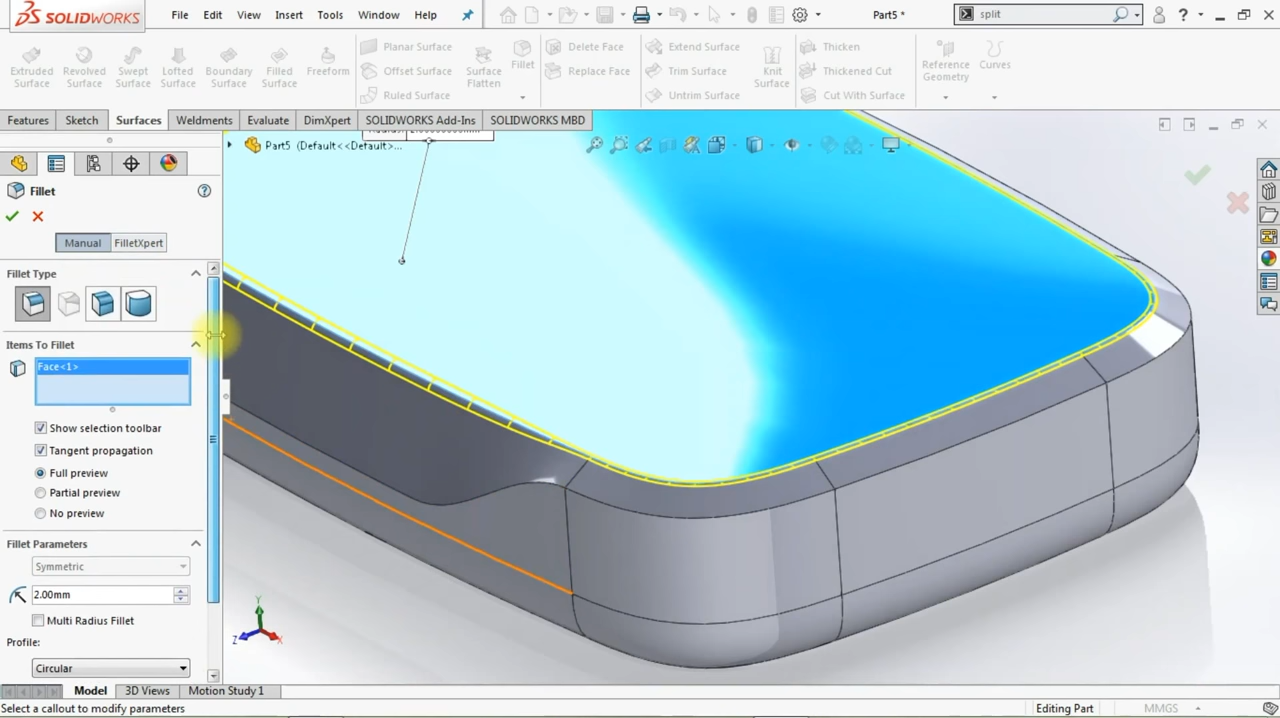 SOLIDWORKS
File Edit View Insert Tools Window Help
Part5 *
split
Extruded Surface
Revolved Surface
Swept Surface
Lofted Surface
Boundary Surface
Filled Surface
Freeform
Planar Surface
Offset Surface
Ruled Surface
Surface Flatten
Fillet
Delete Face
Replace Face
Extend Surface
Trim Surface
Untrim Surface
Knit Surface
Thicken
Thickened Cut
Cut With Surface
Reference Geometry
Curves
Features Sketch Surfaces Weldments Evaluate DimXpert SOLIDWORKS Add-Ins SOLIDWORKS MBD
Part5 (Default<<Default>...
Fillet
Manual FilletXpert
Fillet Type
Items To Fillet
Face<1>
Show selection toolbar
Tangent propagation
Full preview
Partial preview
No preview
Fillet Parameters
Symmetric
2.00mm
Multi Radius Fillet
Profile:
Circular
Y
Z
X
Model 3D Views Motion Study 1
Select a callout to modify parameters
Editing Part
MMGS